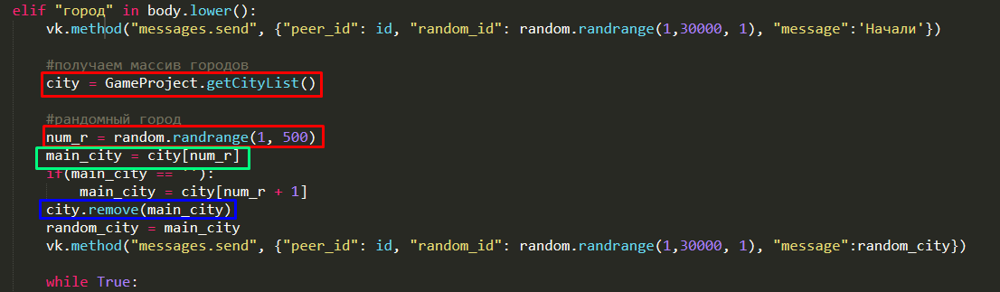 elif "город" in body.lower():
vk.method("messages.send", {"peer_id": id, "random_id": random.randrange(1,30000, 1), "message":'Начали'})
#получаем массив городов
city = GameProject.getCityList()
#рандомный город
num_r = random.randrange(1, 500)
main_city = city[num_r]
if(main_city == ''):
main_city = city[num_r + 1]
city.remove(main_city)
random_city = main_city
vk.method("messages.send", {"peer_id": id, "random_id": random.randrange(1,30000, 1), "message":random_city})
while True: